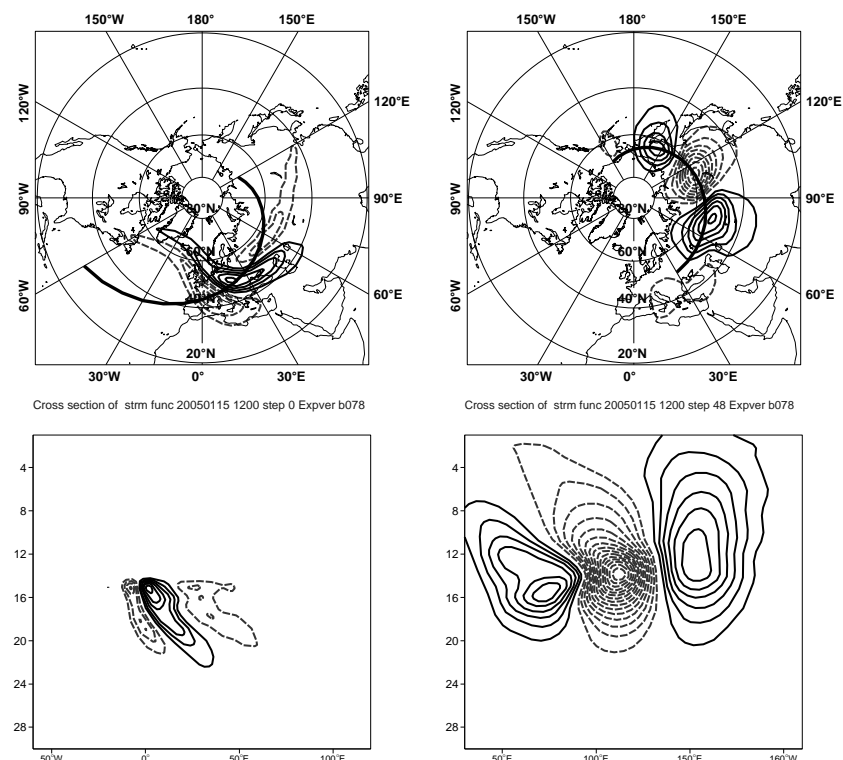 150°W 180° 150°E
120°W 120°E
90°W 90°E
60°W 60°E
80°N
60°N
40°N
20°N
30°W 0° 30°E
150°W 180° 150°E
120°W 120°E
90°W 90°E
60°W 60°E
80°N
60°N
40°N
20°N
30°W 0° 30°E
Cross section of strm func 20050115 1200 step 0 Expver b078
Cross section of strm func 20050115 1200 step 48 Expver b078
4
8
12
16
20
24
28
50°W 0° 50°E 100°E
4
8
12
16
20
24
28
50°E 100°E 150°E 160°W